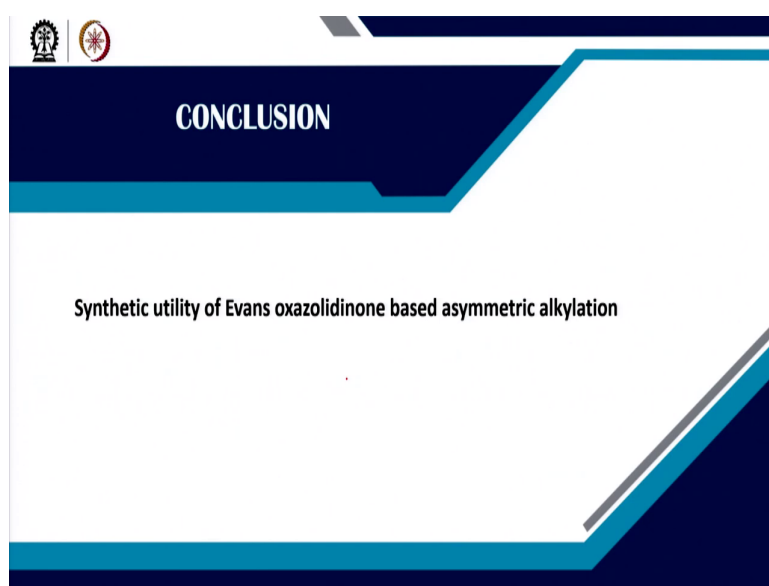 CONCLUSION
Synthetic utility of Evans oxazolidinone based asymmetric alkylation